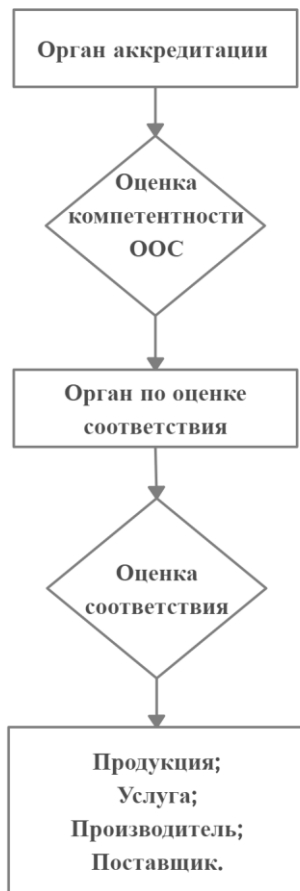 Орган аккредитации
Оценка
компетентности
ООС
Орган по оценке
соответствия
Оценка
соответствия
Продукция;
Услуга;
Производитель;
Поставщик.